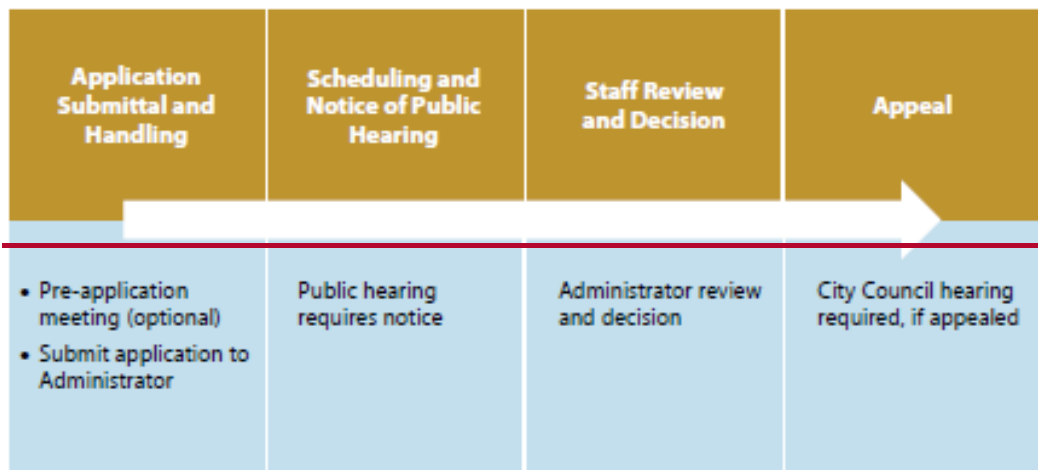 Application
Submittal and
Handling
Scheduling and
Notice of Public
Hearing
Staff Review
and Decision
Appeal
• Pre-application
meeting (optional)
• Submit application to
Administrator
Public hearing
requires notice
Administrator review
and decision
City Council hearing
required, if appealed